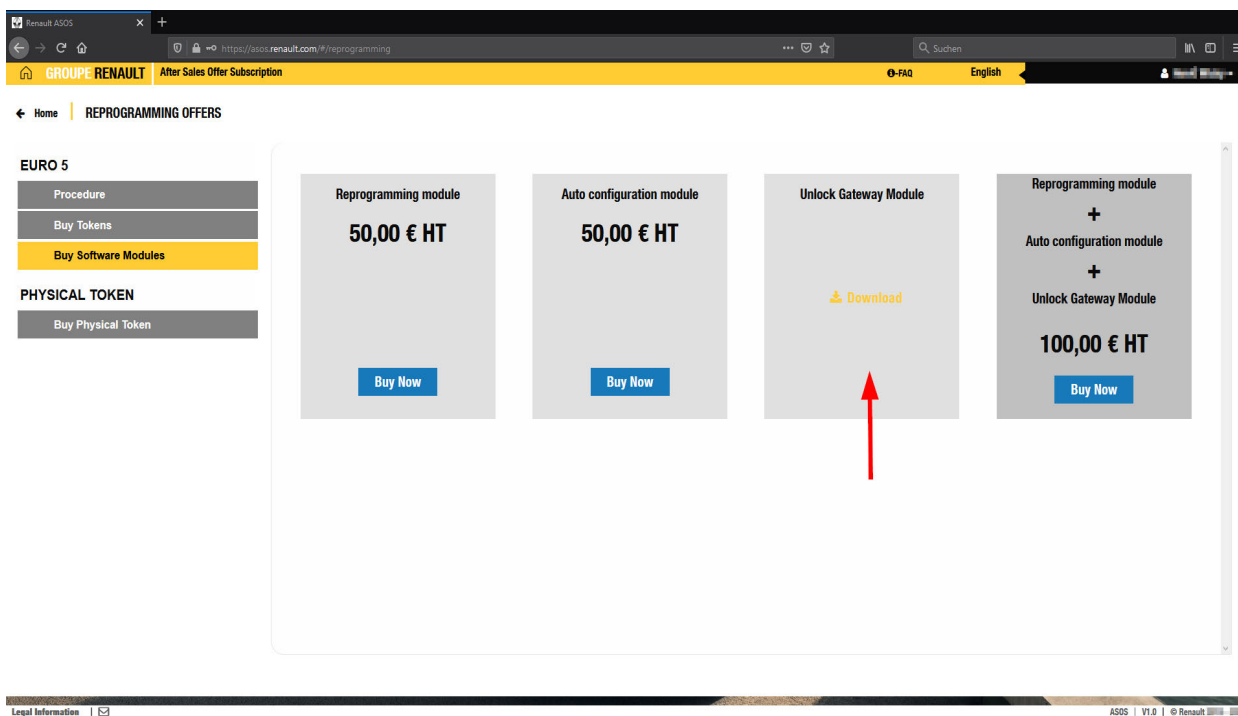 Renault ASOS
https://asos.renault.com/#/reprogramming
Suchen
GROUPE RENAULT After Sales Offer Subscription
-FAQ English
Home REPROGRAMMING OFFERS
EURO 5
Procedure
Buy Tokens
Buy Software Modules
PHYSICAL TOKEN
Buy Physical Token
Reprogramming module
50,00 € HT
Buy Now
Auto configuration module
50,00 € HT
Buy Now
Unlock Gateway Module
Download
Reprogramming module
+
Auto configuration module
+
Unlock Gateway Module
100,00 € HT
Buy Now
Legal Information |
ASOS | V1.0 | © Renault